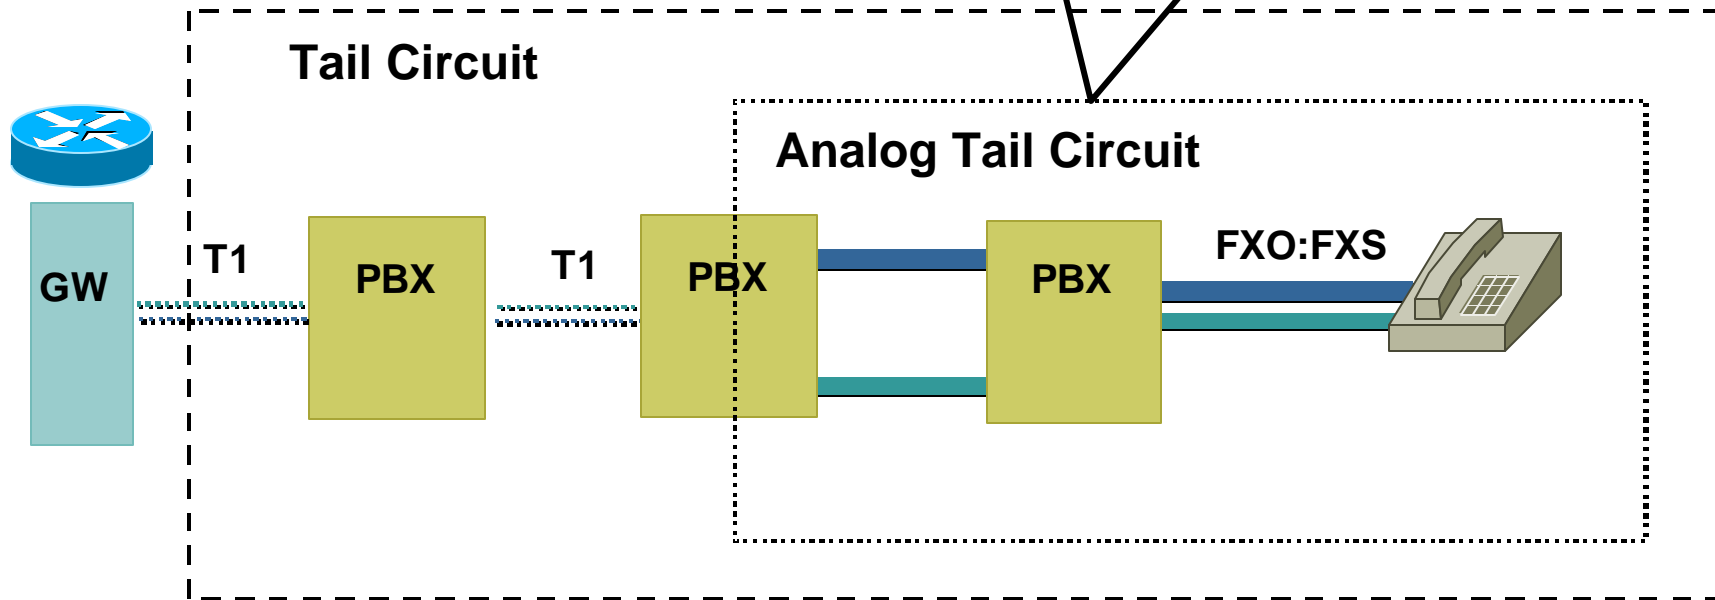 Tail Circuit
Analog Tail Circuit
GW
T1
PBX
T1
PBX
PBX
FXO:FXS